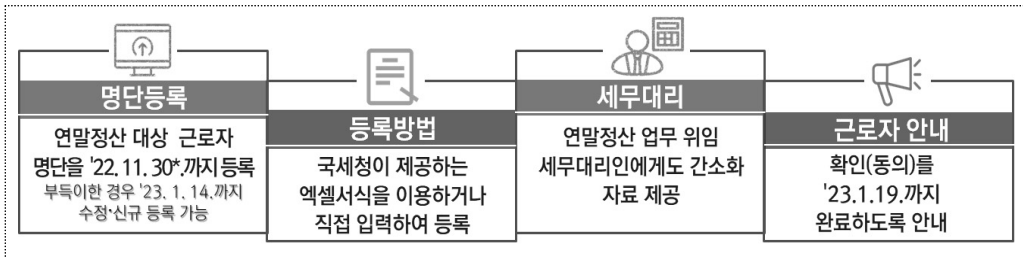 명단등록
연말정산 대상 근로자
명단을 '22. 11. 30*.까지 등록
부득이한 경우 '23. 1. 14.까지
수정·신규 등록 가능
등록방법
국세청이 제공하는
엑셀서식을 이용하거나
직접 입력하여 등록
세무대리
연말정산 업무 위임
세무대리인에게도 간소화
자료 제공
근로자 안내
확인(동의)를
'23.1.19.까지
완료하도록 안내